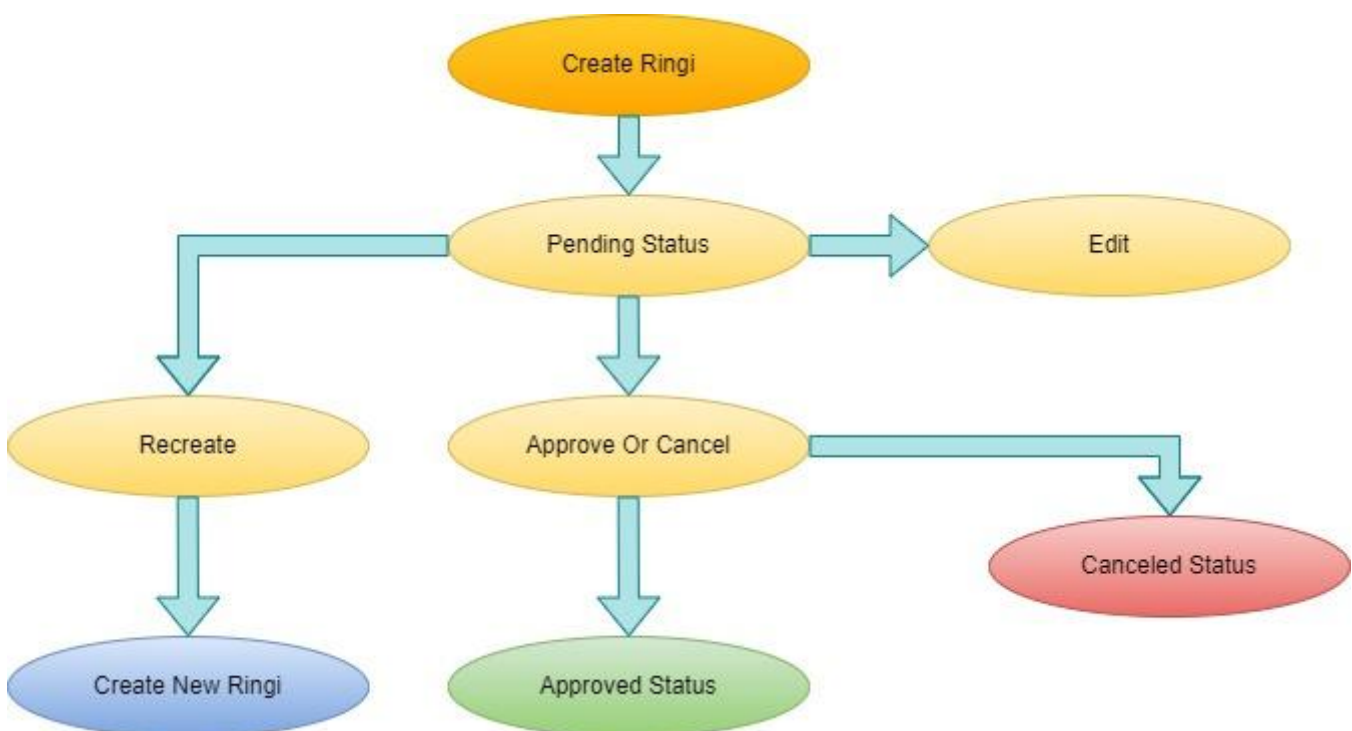 Create Ringi
Pending Status
Edit
Recreate
Approve Or Cancel
Canceled Status
Create New Ringi
Approved Status